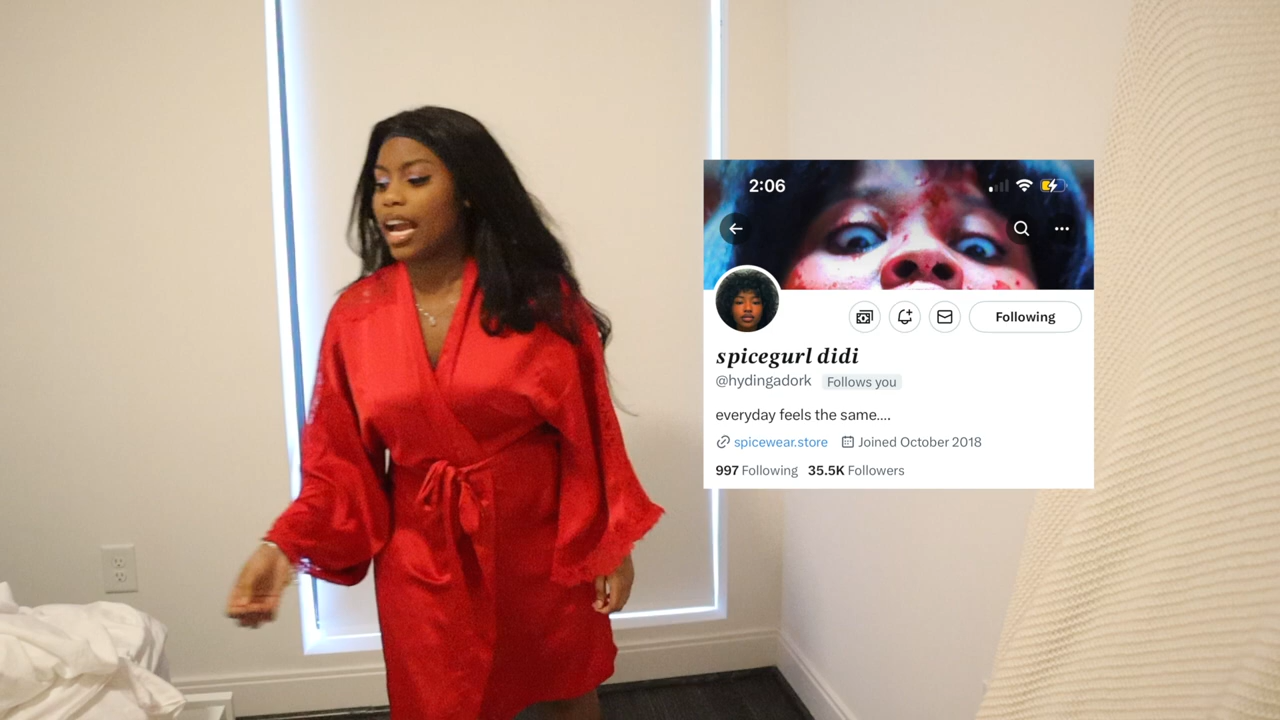 2:06
Following
spicegurl didi
@hydingadork Follows you
everyday feels the same....
spicewear.store Joined October 2018
997 Following 35.5K Followers